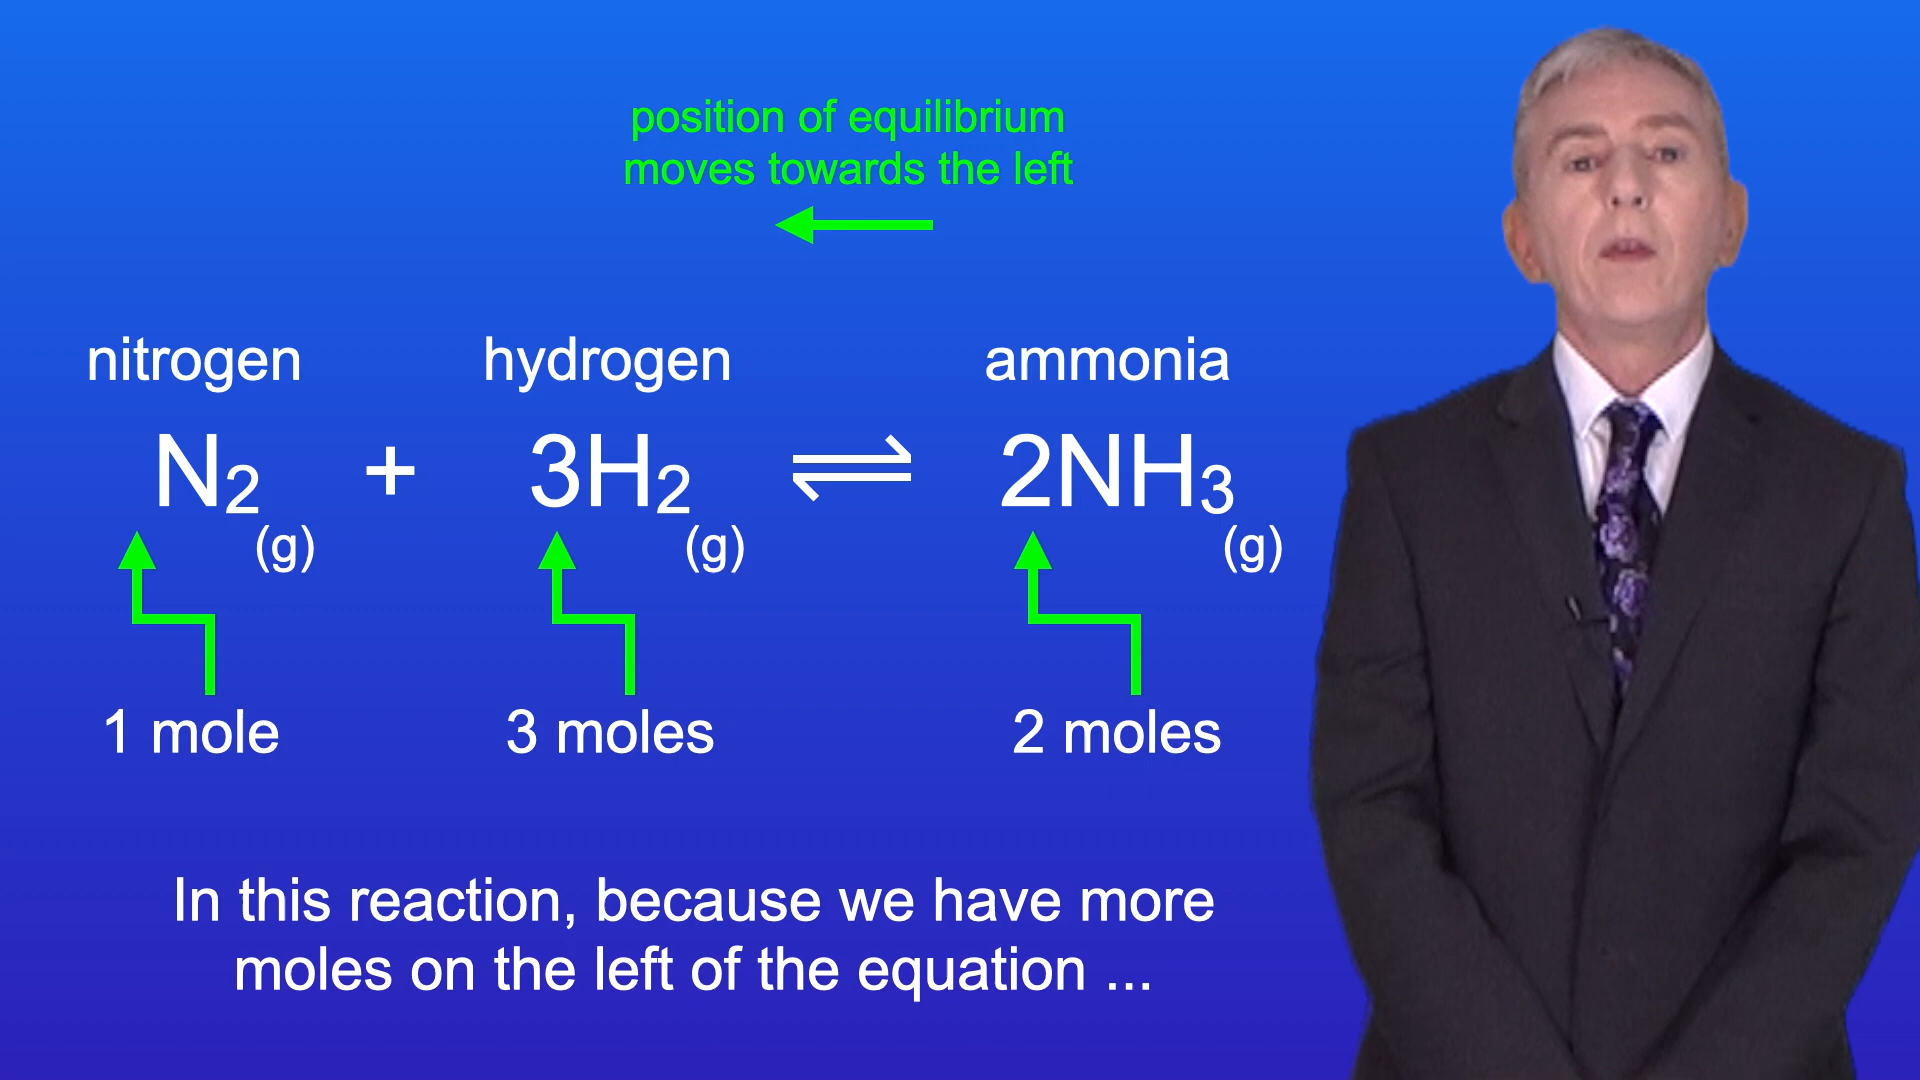 position of equilibrium
moves towards the left
nitrogen hydrogen ammonia
N₂ + 3H₂ ⇌ 2NH₃
(g) (g) (g)
1 mole 3 moles 2 moles
In this reaction, because we have more
moles on the left of the equation ...